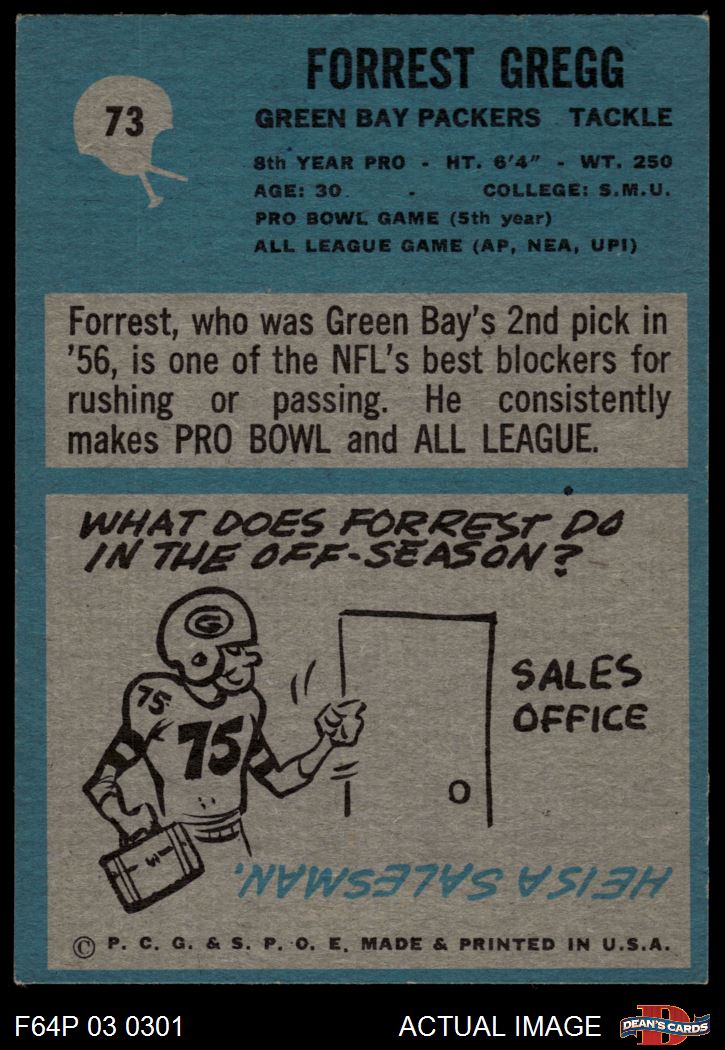 73
FORREST GREGG
GREEN BAY PACKERS TACKLE
8th YEAR PRO - HT. 6'4" - WT. 250
AGE: 30 - COLLEGE: S.M.U.
PRO BOWL GAME (5th year)
ALL LEAGUE GAME (AP, NEA, UPI)
Forrest, who was Green Bay's 2nd pick in
'56, is one of the NFL's best blockers for
rushing or passing. He consistently
makes PRO BOWL and ALL LEAGUE.
WHAT DOES FORREST DO
IN THE OFF-SEASON?
G
75
75
SALES
OFFICE
HE IS A SALESMAN.
© P. C. G. & S. P. O. E. MADE & PRINTED IN U.S.A.
F64P 03 0301
ACTUAL IMAGE
D
DEAN'S CARDS